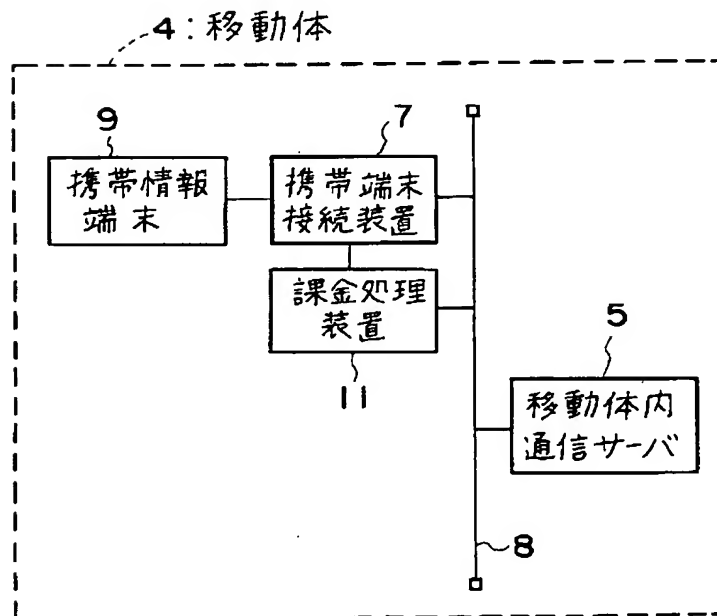 4：移動体
9
7
携帯情報
端末
携帯端末
接続装置
課金処理
装置
11
5
移動体内
通信サーバ
8